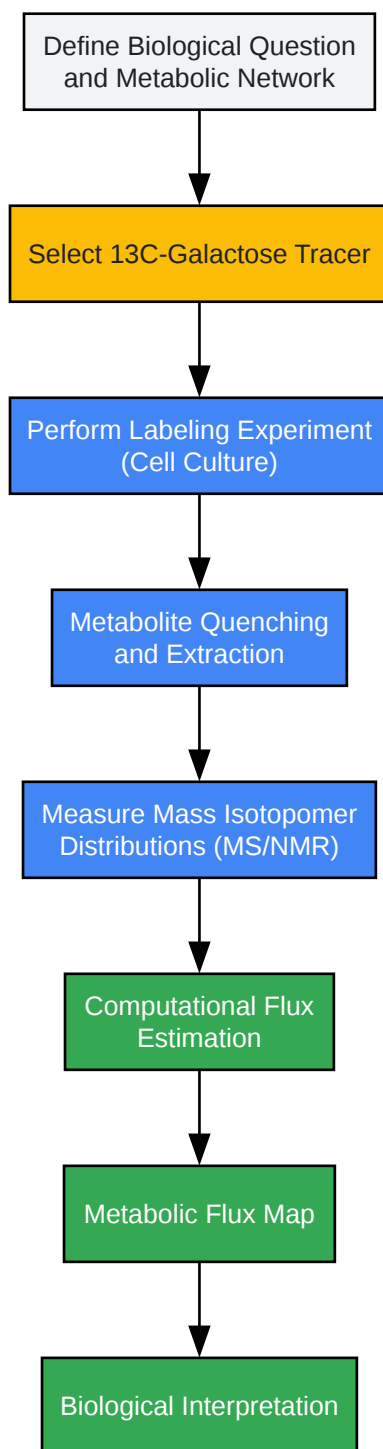 Define Biological Question
and Metabolic Network
Select 13C-Galactose Tracer
Perform Labeling Experiment
(Cell Culture)
Metabolite Quenching
and Extraction
Measure Mass Isotopomer
Distributions (MS/NMR)
Computational Flux
Estimation
Metabolic Flux Map
Biological Interpretation